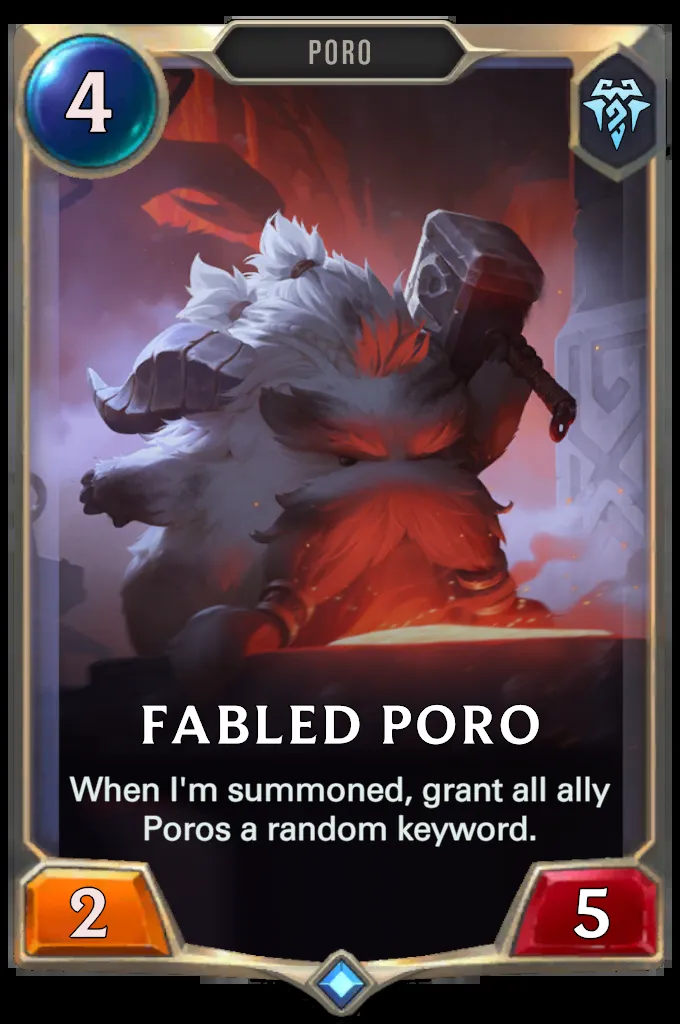 PORO
4
FABLED PORO
When I'm summoned, grant all ally
Poros a random keyword.
2
5